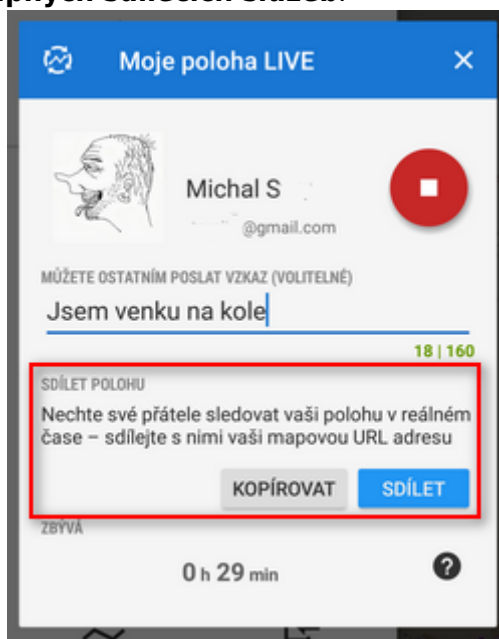 sdílecích služeb.
Moje poloha LIVE
Michal S
@gmail.com
MŮŽETE OSTATNÍM POSLAT VZKAZ (VOLITELNÉ)
Jsem venku na kole
18 | 160
SDÍLET POLOHU
Nechte své přátele sledovat vaši polohu v reálném
čase – sdílejte s nimi vaši mapovou URL adresu
KOPÍROVAT SDÍLET
ZBÝVÁ
0 h 29 min